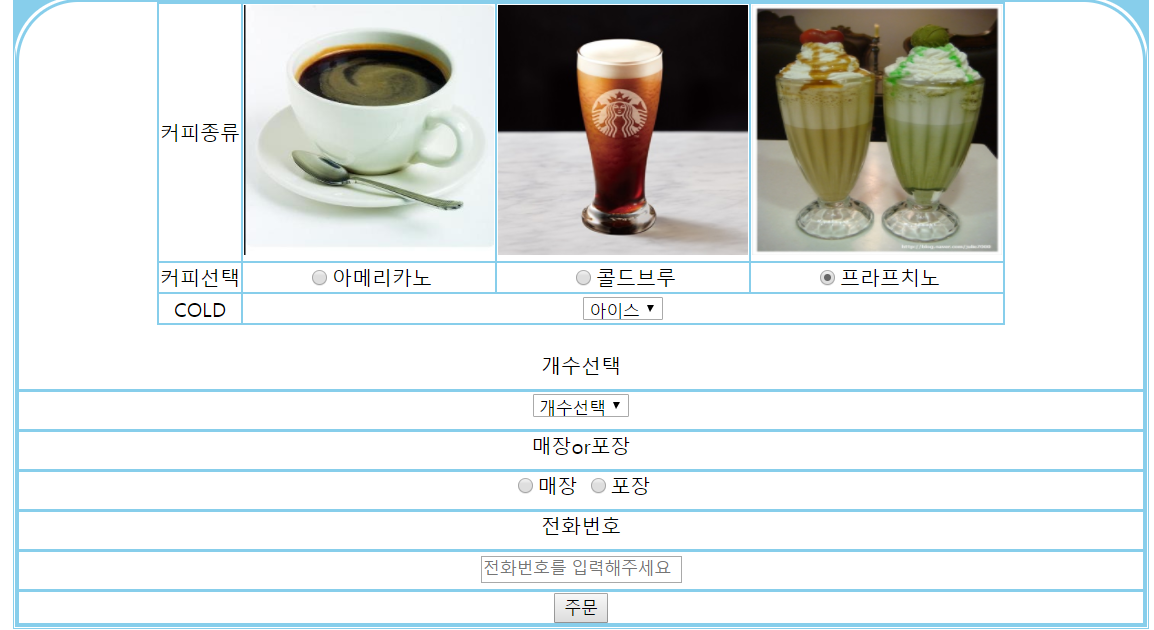 커피종류
커피선택 아메리카노 콜드브루 프라프치노
COLD 아이스
개수선택
개수선택
매장or포장
매장 포장
전화번호
전화번호를 입력해주세요
주문